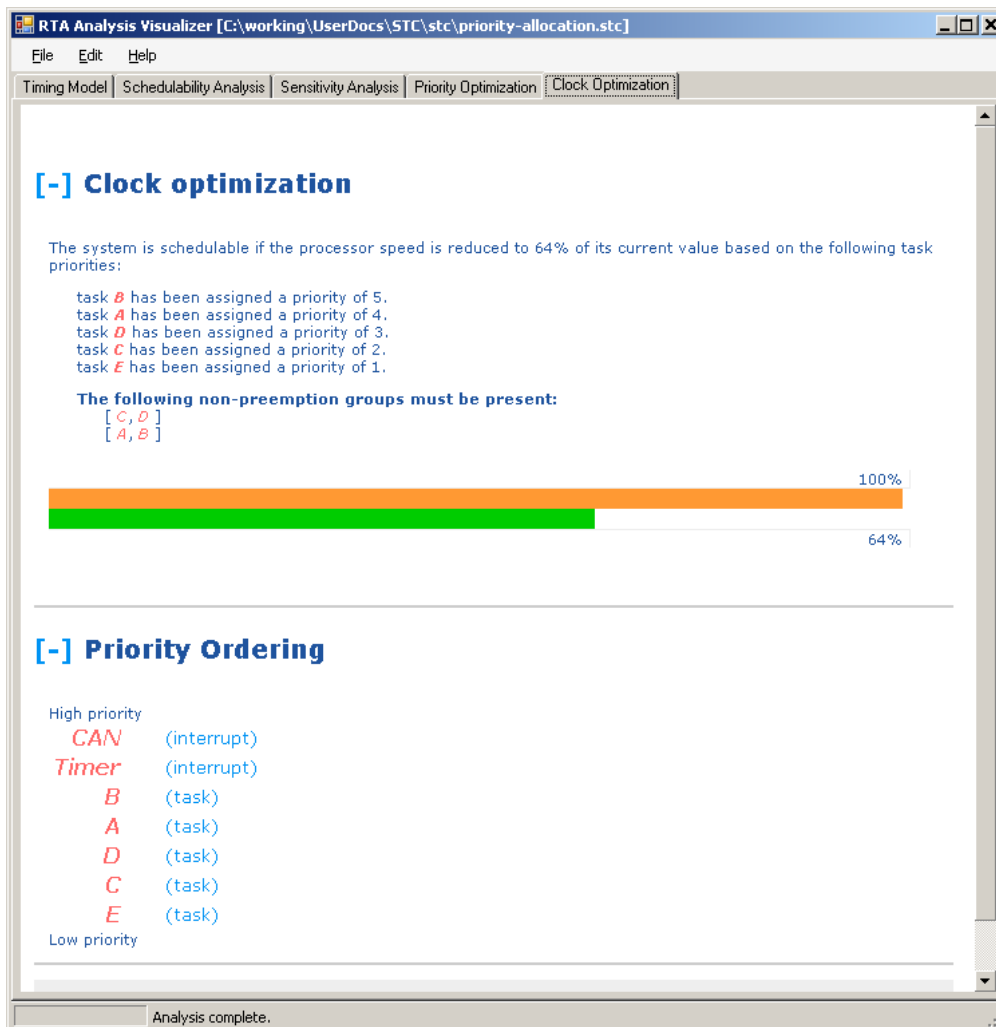 RTA Analysis Visualizer [C:\working\UserDocs\STC\stc\priority-allocation.stc]
File Edit Help
Timing Model Schedulability Analysis Sensitivity Analysis Priority Optimization Clock Optimization
[-] Clock optimization
The system is schedulable if the processor speed is reduced to 64% of its current value based on the following task
priorities:
task B has been assigned a priority of 5.
task A has been assigned a priority of 4.
task D has been assigned a priority of 3.
task C has been assigned a priority of 2.
task E has been assigned a priority of 1.
The following non-preemption groups must be present:
[ C, D ]
[ A, B ]
100%
64%
[-] Priority Ordering
High priority
CAN (interrupt)
Timer (interrupt)
B (task)
A (task)
D (task)
C (task)
E (task)
Low priority
Analysis complete.